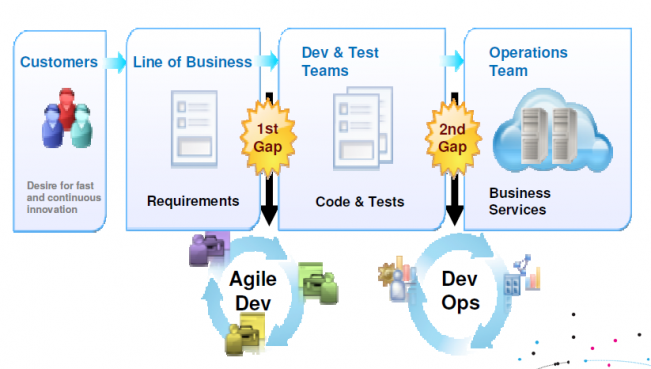 Customers
Line of Business
Dev & Test
Teams
Operations
Team
1st
Gap
2nd
Gap
Desire for fast
and continuous
innovation
Requirements
Code & Tests
Business
Services
Agile
Dev
Dev
Ops